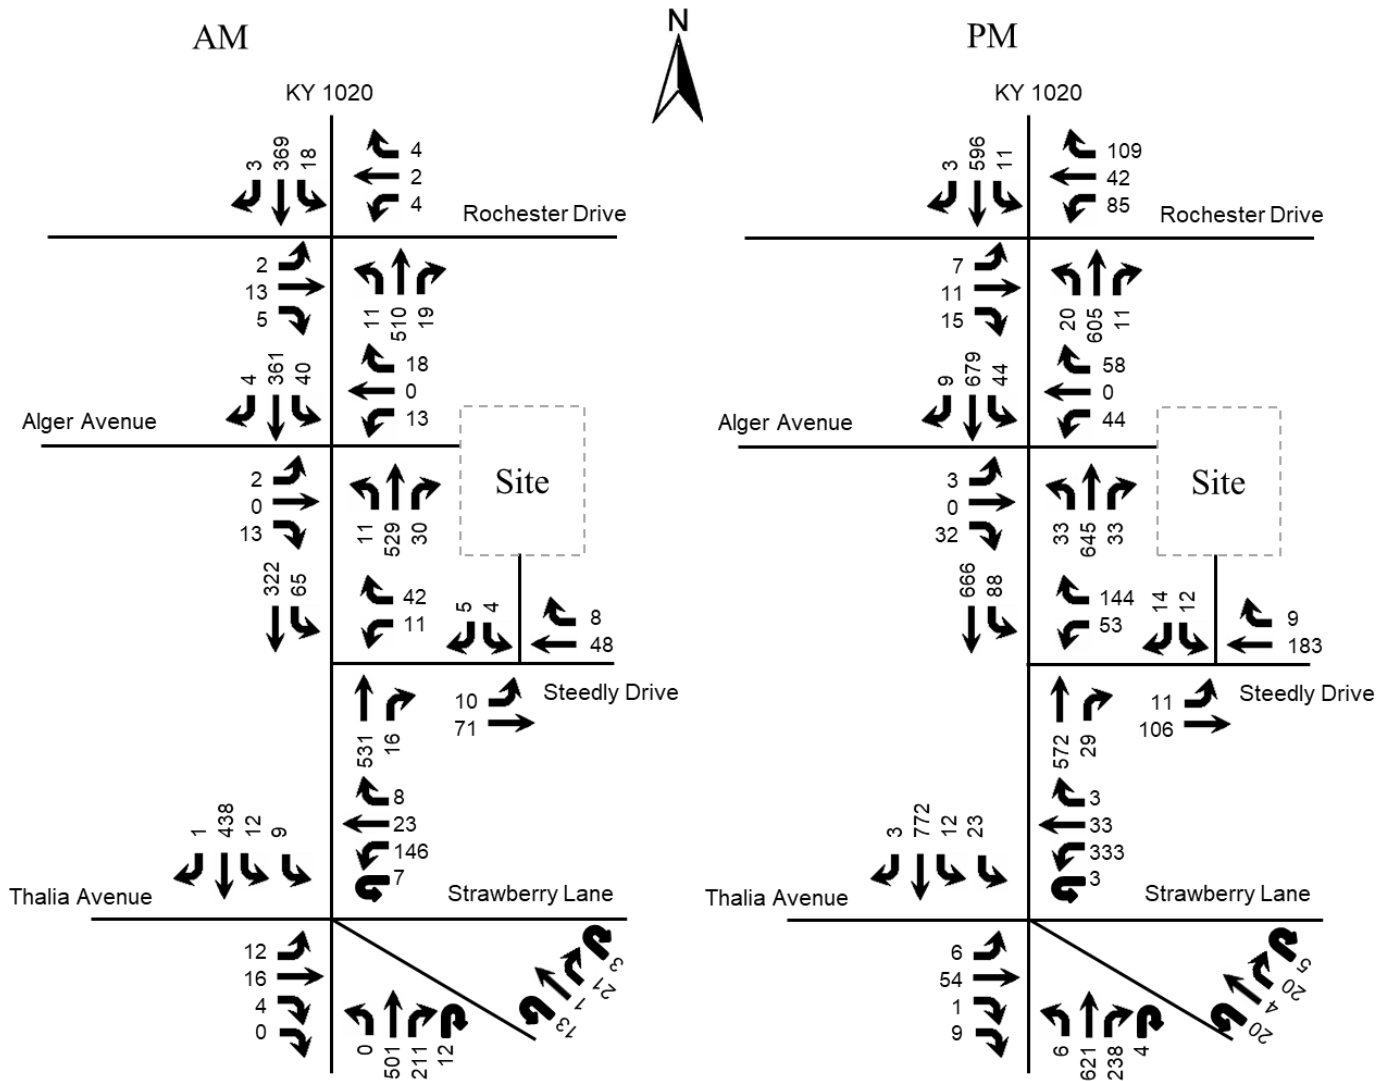 N
AM
PM
KY 1020
KY 1020
3 369 18
4
2
4
Rochester Drive
2
13
5
11 510 19
4 361 40
18
0
13
Alger Avenue
Site
2
0
13
11 529 30
322 65
42
11
5 4
8
48
Steedly Drive
10
71
531 16
1 438 12 9
8
23
146
7
Thalia Avenue
Strawberry Lane
12
16
4
0
0 501 211 12
13 1 21 3
3 596 11
109
42
85
Rochester Drive
7
11
15
20 605 11
9 679 44
58
0
44
Alger Avenue
Site
3
0
32
33 645 33
666 88
144
53
14 12
9
183
Steedly Drive
11
106
572 29
3 772 12 23
3
33
333
3
Thalia Avenue
Strawberry Lane
6
54
1
9
6 621 238 4
20 4 20 5